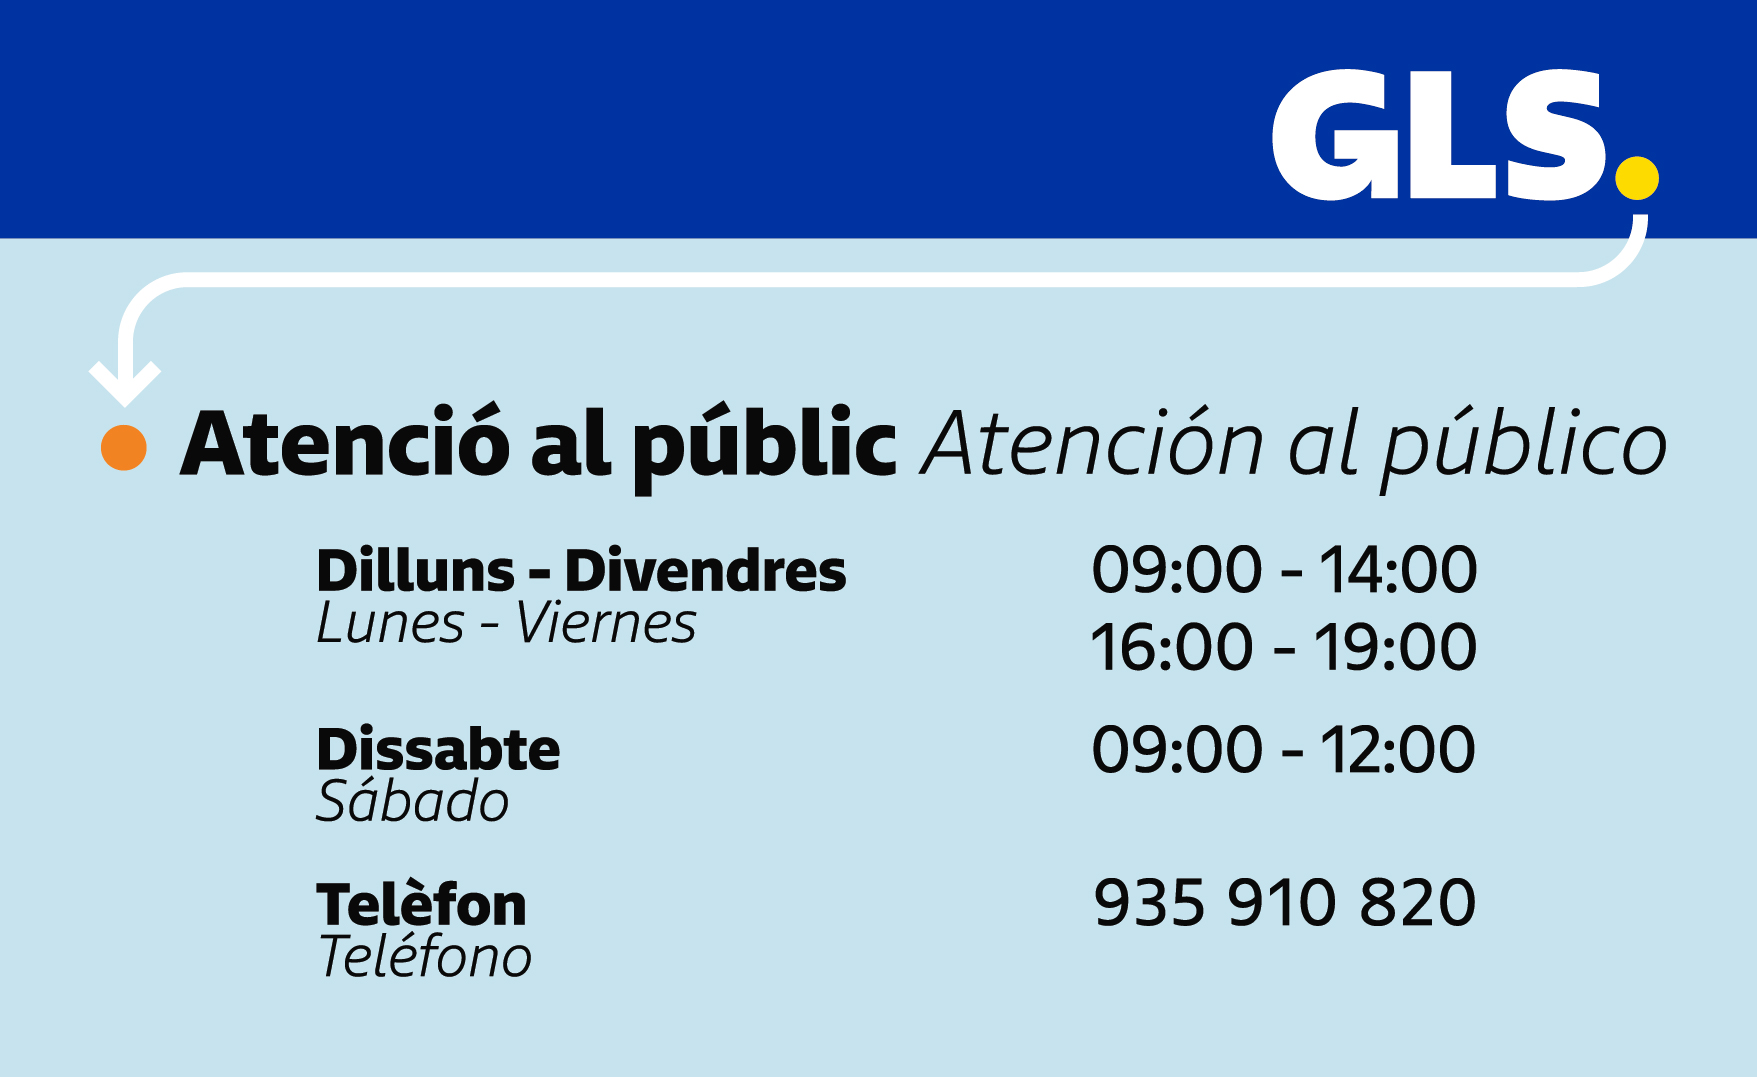 GLS.
Atenció al públic Atención al público
Dilluns - Divendres 09:00 - 14:00
Lunes - Viernes
16:00 - 19:00
Dissabte 09:00 - 12:00
Sábado
Telèfon 935 910 820
Teléfono